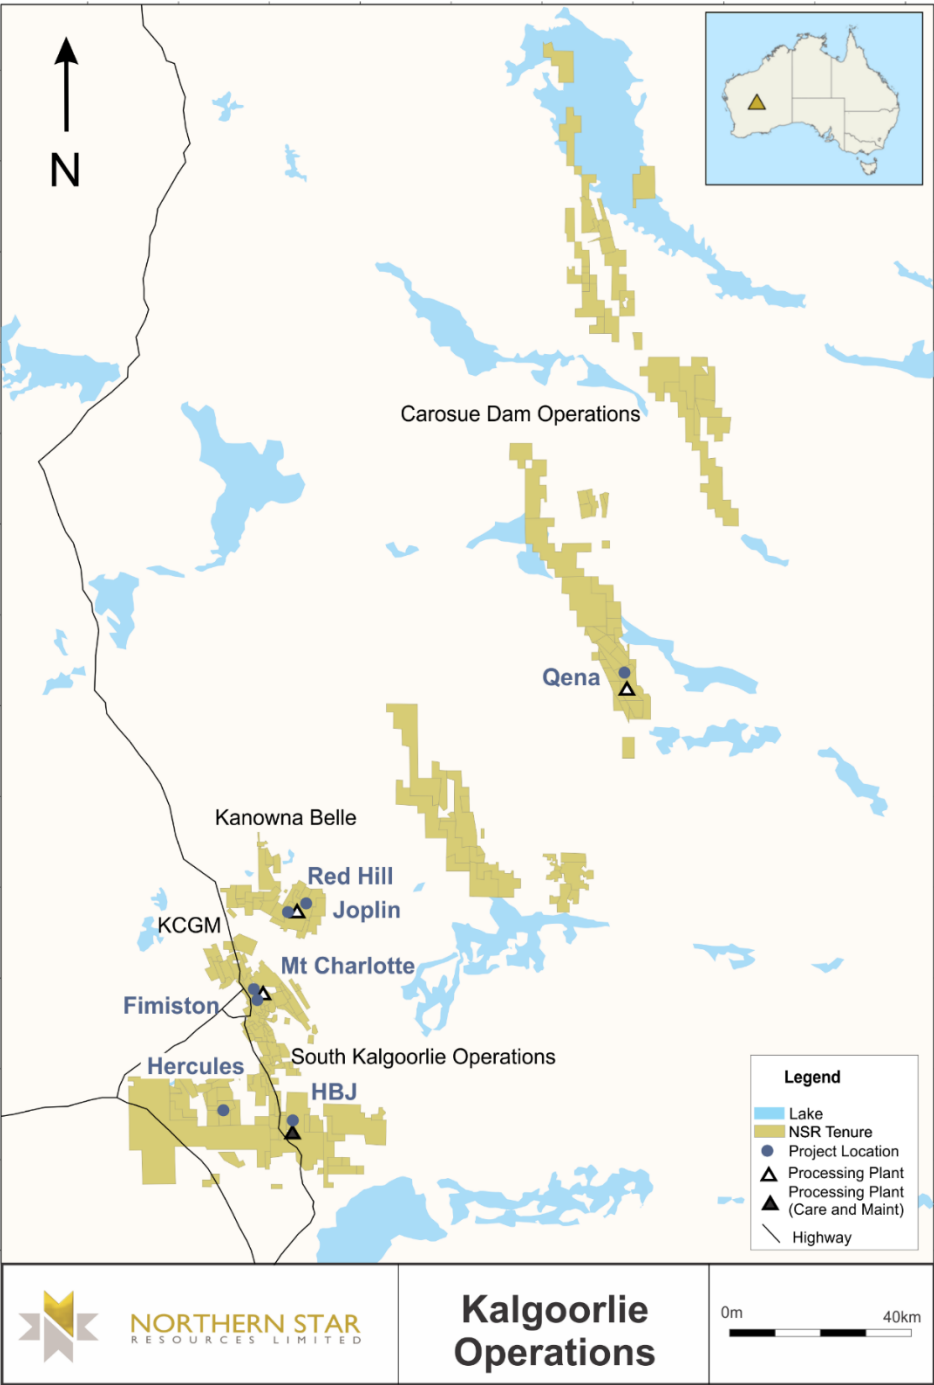 N
Carosue Dam Operations
Qena
Kanowna Belle
Red Hill
Joplin
KCGM
Mt Charlotte
Fimiston
South Kalgoorlie Operations
Hercules
HBJ
Legend
Lake
NSR Tenure
Project Location
Processing Plant
Processing Plant
(Care and Maint)
Highway
NORTHERN STAR
RESOURCES LIMITED
Kalgoorlie
Operations
0m
40km